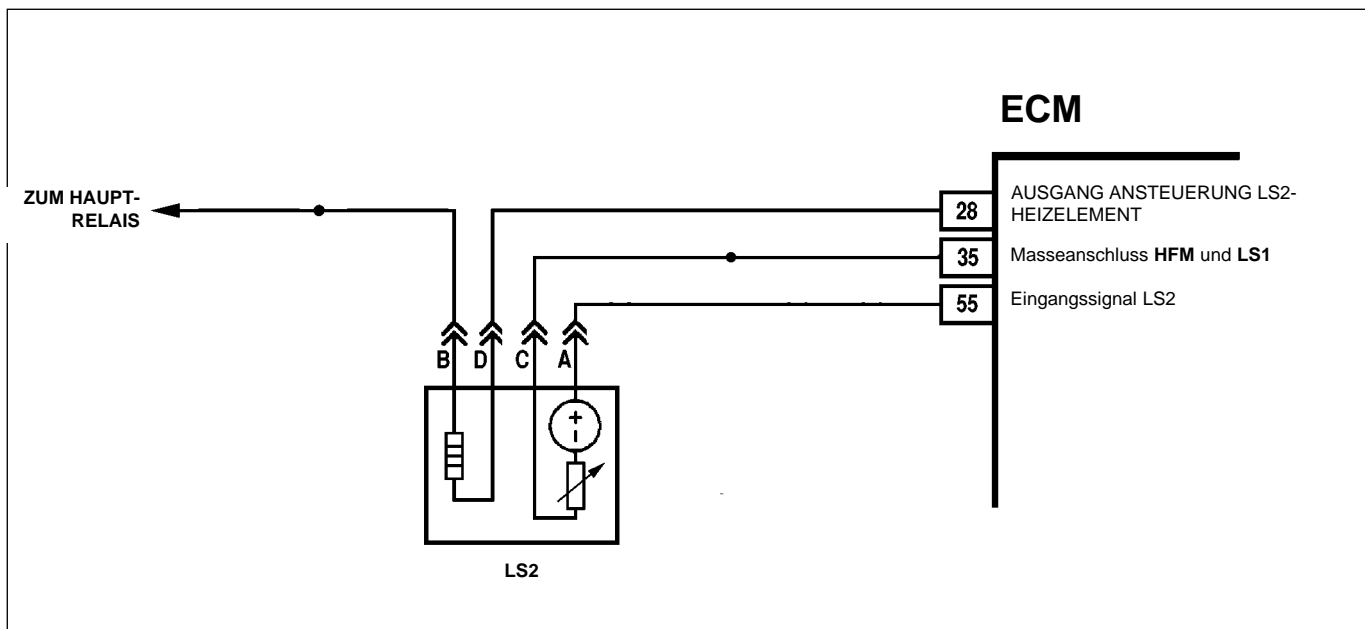 ECM
ZUM HAUPT-
RELAIS
28
AUSGANG ANSTEUERUNG LS2-
HEIZELEMENT
35
Masseanschluss HFM und LS1
55
Eingangssignal LS2
B D C A
+
-
LS2